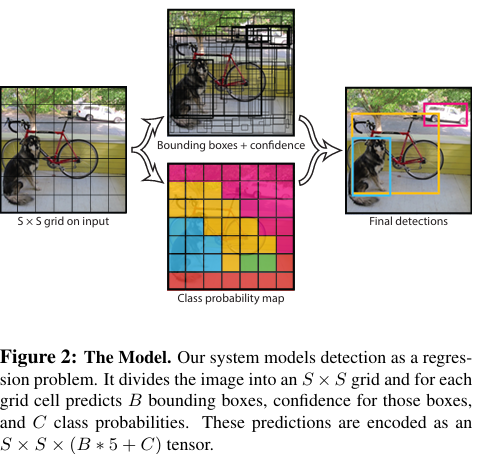 Bounding boxes + confidence
S × S grid on input
Final detections
Class probability map
Figure 2: The Model. Our system models detection as a regres-
sion problem. It divides the image into an S × S grid and for each
grid cell predicts B bounding boxes, confidence for those boxes,
and C class probabilities. These predictions are encoded as an
S × S × (B ∗ 5 + C) tensor.